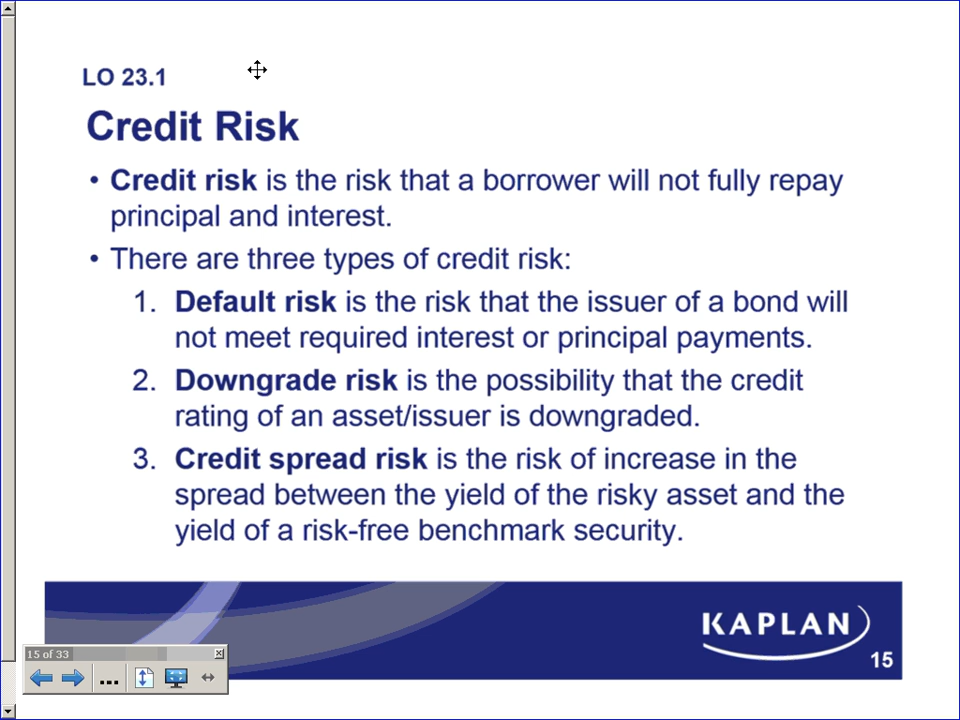 LO 23.1
Credit Risk
• Credit risk is the risk that a borrower will not fully repay
principal and interest.
• There are three types of credit risk:
1. Default risk is the risk that the issuer of a bond will
not meet required interest or principal payments.
2. Downgrade risk is the possibility that the credit
rating of an asset/issuer is downgraded.
3. Credit spread risk is the risk of increase in the
spread between the yield of the risky asset and the
yield of a risk-free benchmark security.
KAPLAN
15
15 of 33
...